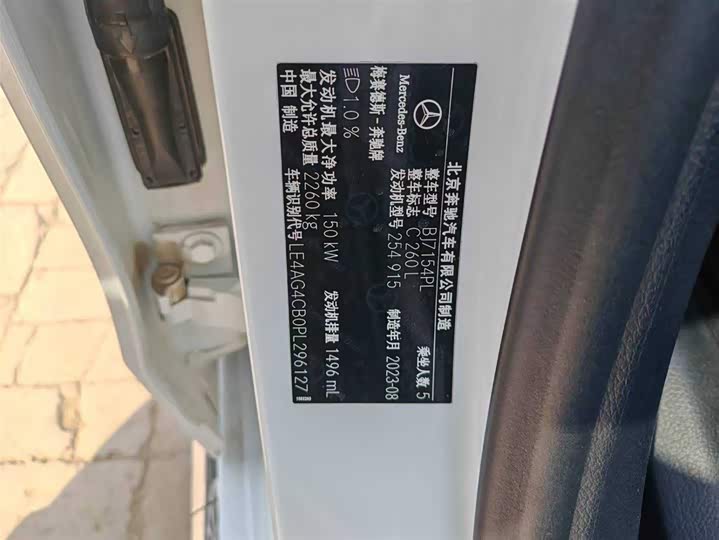 北京奔驰汽车有限公司制造
Mercedes-Benz
梅赛德斯-奔驰牌
整车型号 BJ7154PL
乘坐人数 5
整车标志 C 260 L
发动机型号 254 915
制造年月 2023-08
1.0 %
发动机最大净功率 150 kW
发动机排量 1496 mL
最大允许总质量 2260 kg
中国 制造
车辆识别代号 LE4AG4CB0PL296127